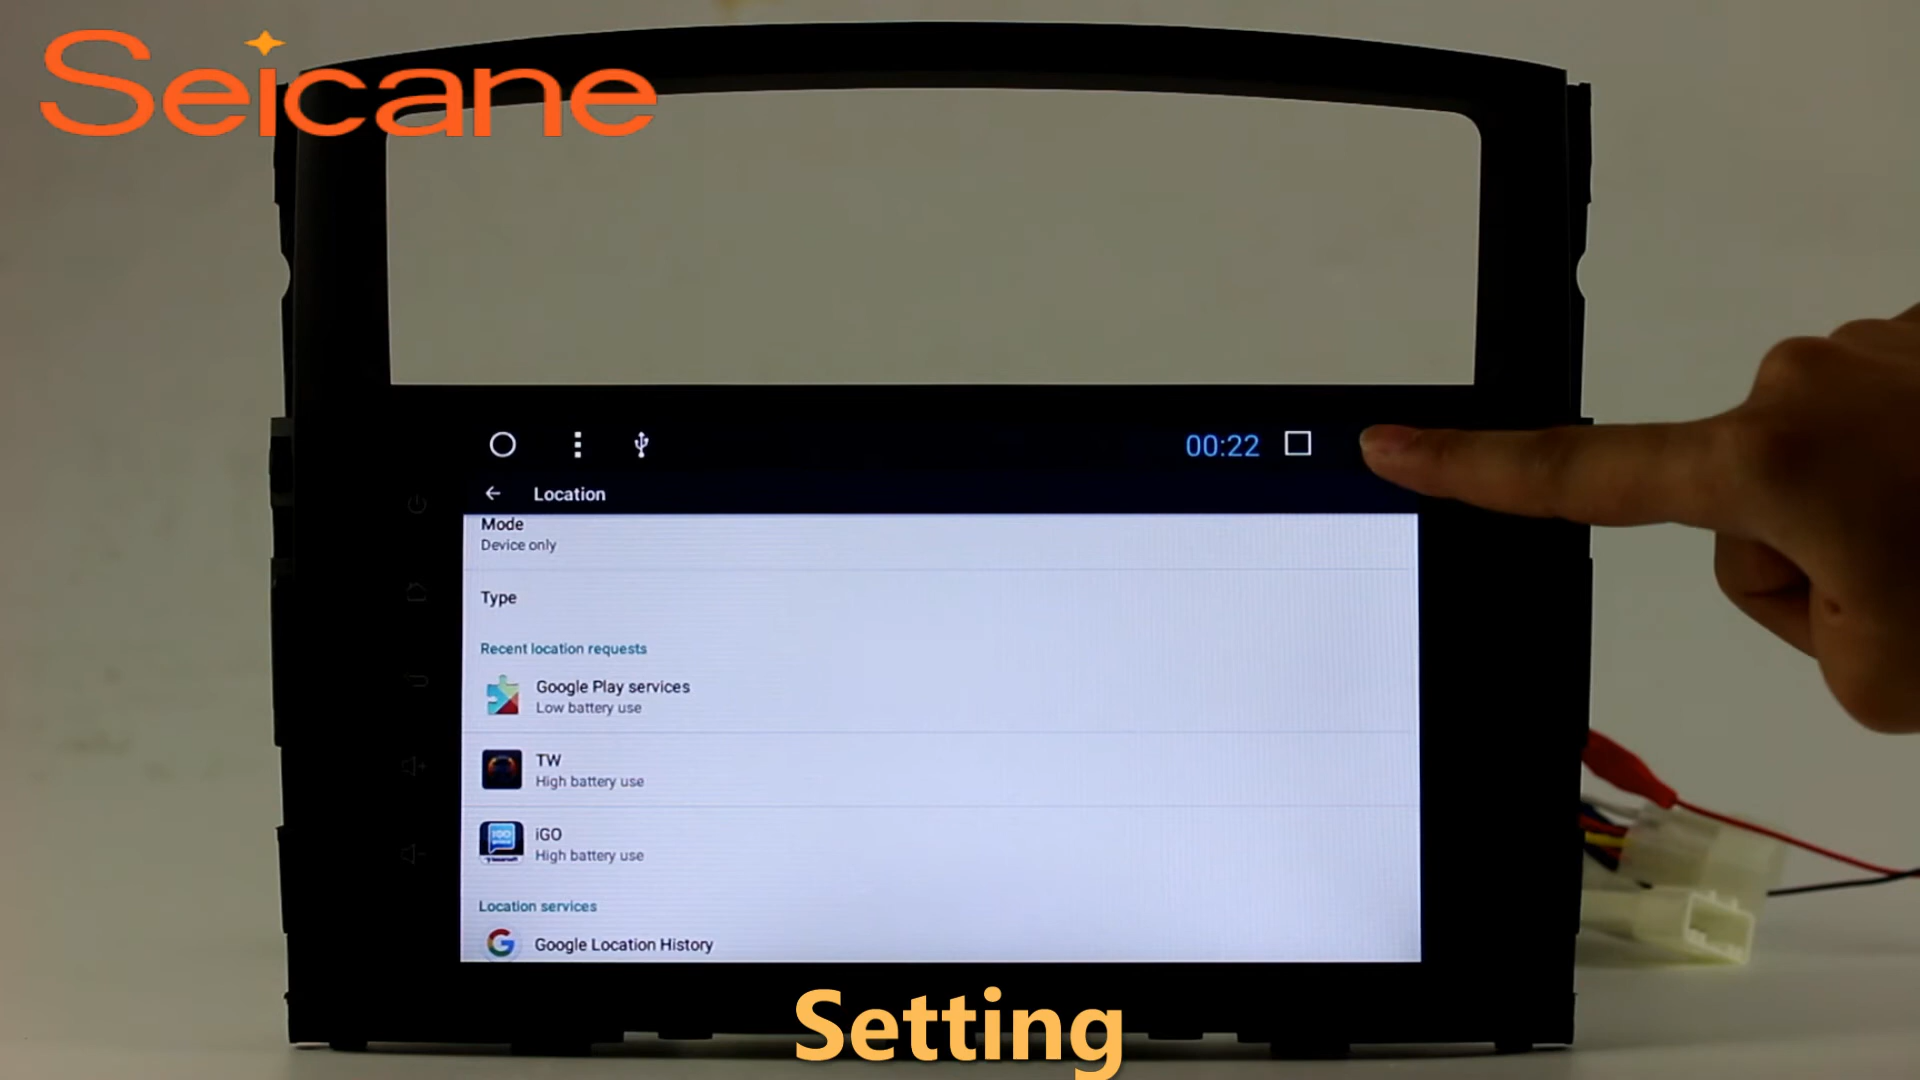 Seicane
00:22
Location
Mode
Device only
Type
Recent location requests
Google Play services
Low battery use
TW
High battery use
iGO
High battery use
Location services
Google Location History
Setting